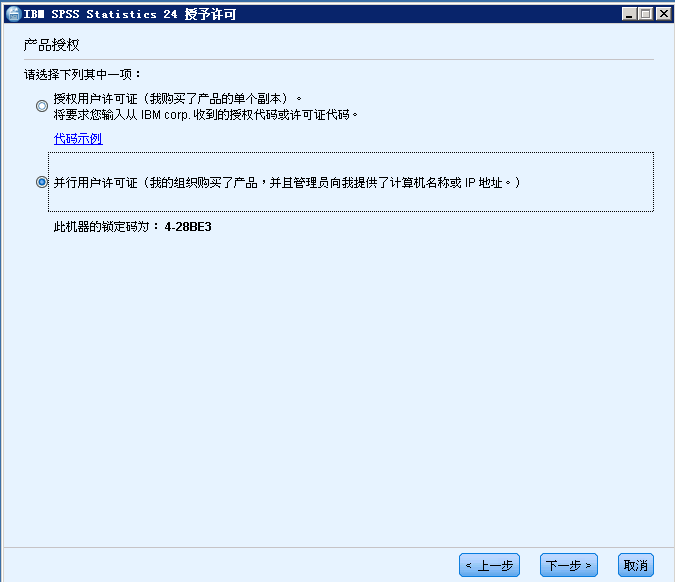 IBM SPSS Statistics 24 授予许可
产品授权
请选择下列其中一项：
授权用户许可证（我购买了产品的单个副本）。
将要求您输入从 IBM corp. 收到的授权代码或许可证代码。
代码示例
并行用户许可证（我的组织购买了产品，并且管理员向我提供了计算机名称或 IP 地址。）
此机器的锁定码为： 4-28BE3
< 上一步
下一步 >
取消